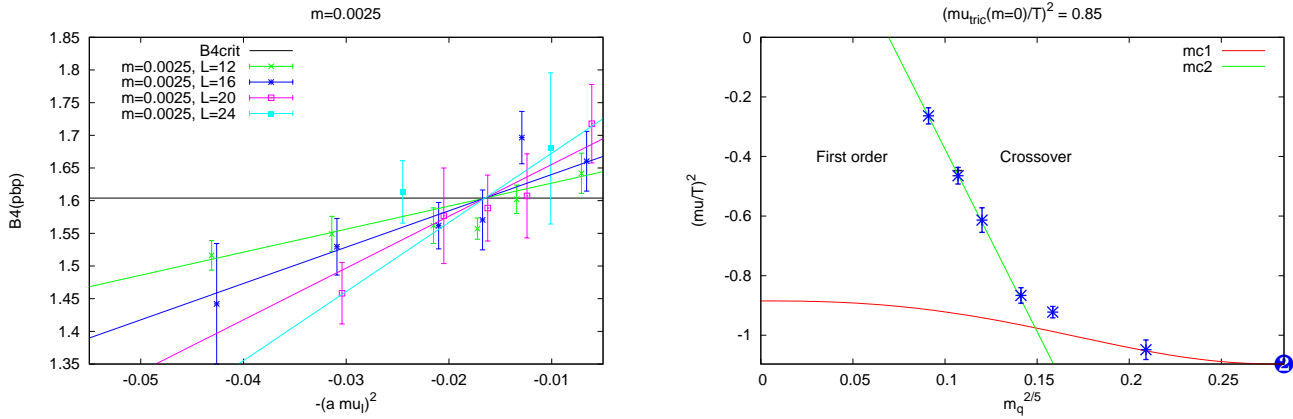 m=0.0025
B4(pbp)
1.85
1.8
1.75
1.7
1.65
1.6
1.55
1.5
1.45
1.4
1.35
B4crit
m=0.0025, L=12
m=0.0025, L=16
m=0.0025, L=20
m=0.0025, L=24
-0.05 -0.04 -0.03 -0.02 -0.01
-(a mu_I)^2
(mu_tric(m=0)/T)^2 = 0.85
(mu/T)^2
0
-0.2
-0.4
-0.6
-0.8
-1
mc1
mc2
First order Crossover
0 0.05 0.1 0.15 0.2 0.25
m_q^2/5